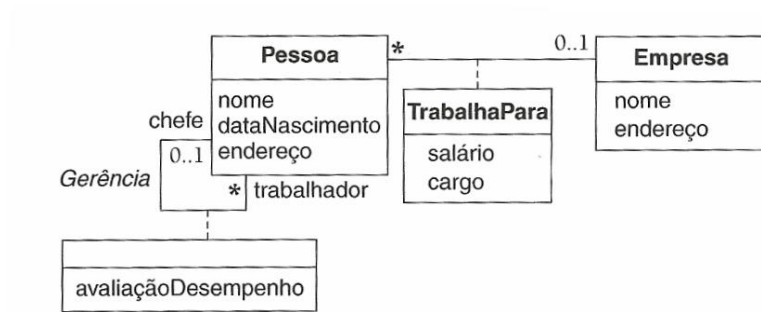 Pessoa
nome
dataNascimento
endereço
*
0..1
Empresa
nome
endereço
TrabalhaPara
salário
cargo
chefe
0..1
Gerência
*
trabalhador
avaliaçãoDesempenho